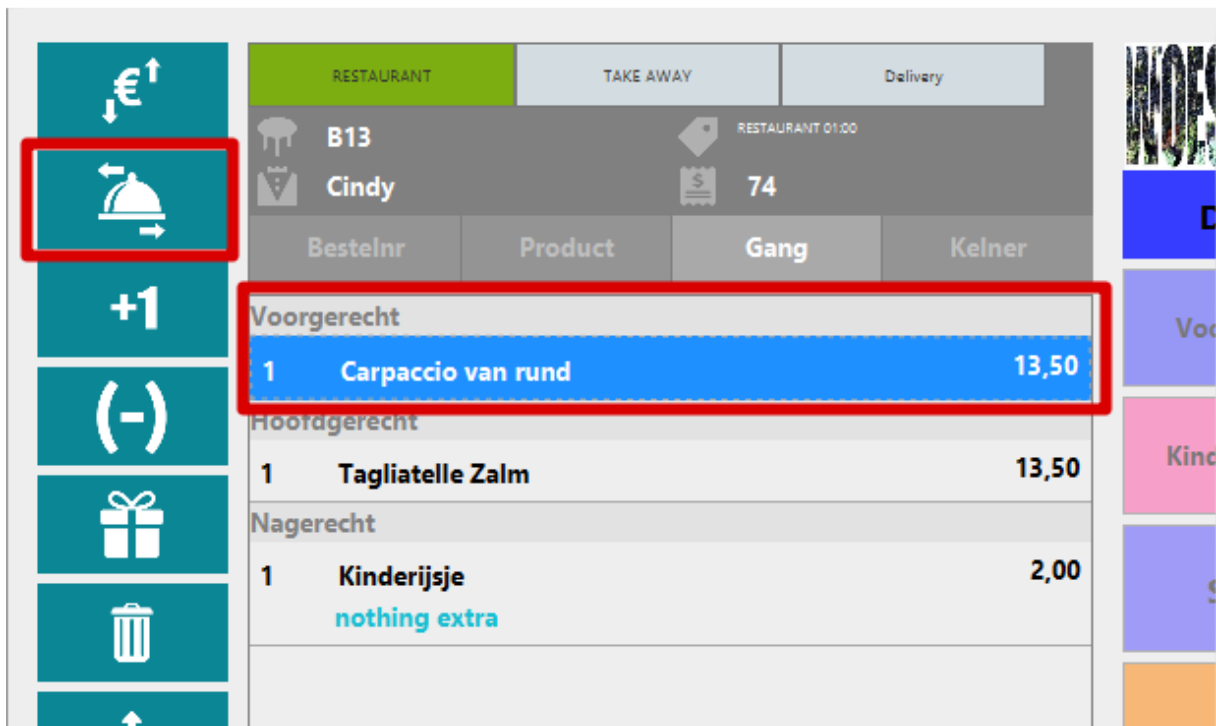 RESTAURANT TAKE AWAY Delivery
B13 RESTAURANT 01:00
Cindy 74
Bestelnr Product Gang Kelner
+1
Voorgerecht
1 Carpaccio van rund 13,50
(-)
Hoofdgerecht
1 Tagliatelle Zalm 13,50
Nagerecht
1 Kinderijsje 2,00
nothing extra